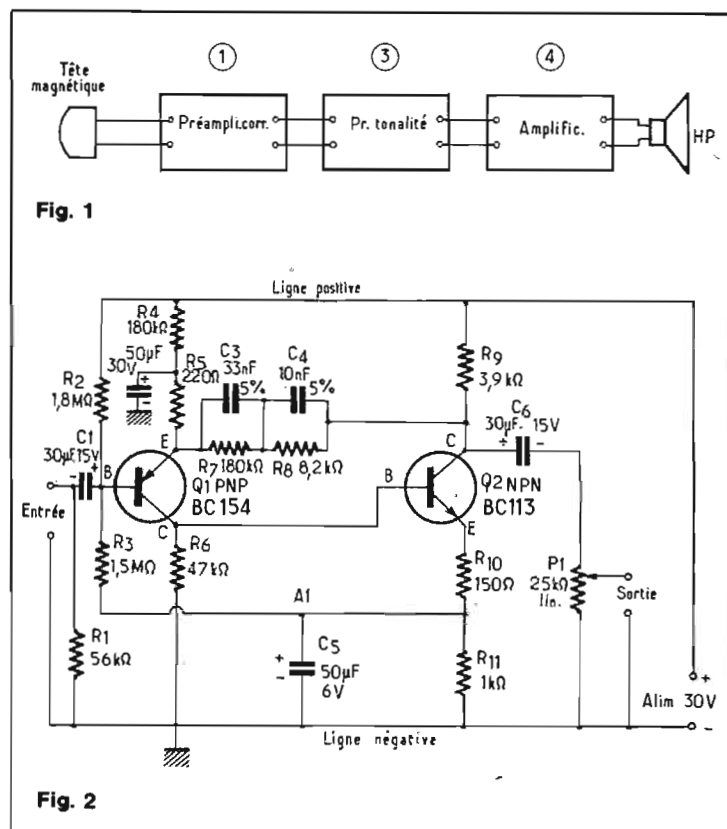 1
3
4
Tête
magnétique
Préampli.corr.
Pr. tonalité
Amplific.
HP
Fig. 1
Ligne positive
R4
180kΩ
50µF
30V
+
-
R5
220Ω
C3
33nF
5%
C4
10nF
5%
R9
3,9 kΩ
R2
1,8MΩ
C1
30µF 15V
- +
B
E
C
R7 180kΩ
R8 8,2kΩ
Q1 PNP
BC154
C6
30µF- 15V
+ -
C
B
E
Q2 NPN
BC113
Entrée
R3
1,5MΩ
R6
47kΩ
R10
150Ω
P1
25kΩ
lin.
Sortie
A1
R1
56kΩ
C5
50µF
6V
+
-
R11
1kΩ
+
Alim 30V
-
Ligne négative
Fig. 2